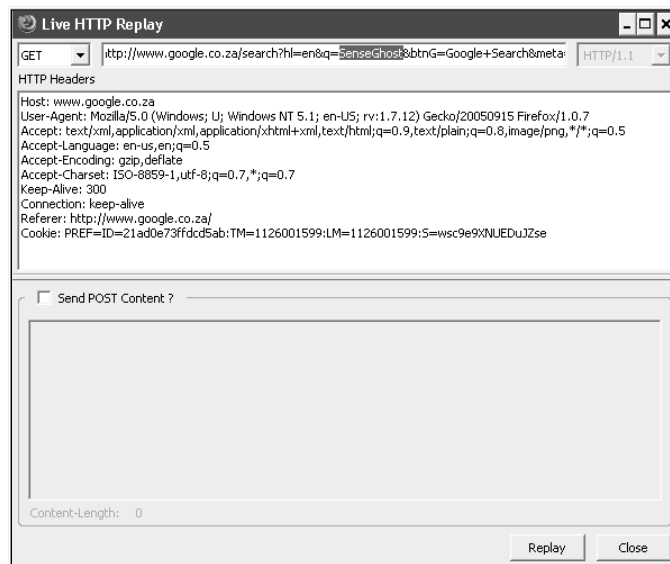 Live HTTP Replay
GET ttp://www.google.co.za/search?hl=en&q=SenseGhost&btnG=Google+Search&meta= HTTP/1.1
HTTP Headers
Host: www.google.co.za
User-Agent: Mozilla/5.0 (Windows; U; Windows NT 5.1; en-US; rv:1.7.12) Gecko/20050915 Firefox/1.0.7
Accept: text/xml,application/xml,application/xhtml+xml,text/html;q=0.9,text/plain;q=0.8,image/png,*/*;q=0.5
Accept-Language: en-us,en;q=0.5
Accept-Encoding: gzip,deflate
Accept-Charset: ISO-8859-1,utf-8;q=0.7,*;q=0.7
Keep-Alive: 300
Connection: keep-alive
Referer: http://www.google.co.za/
Cookie: PREF=ID=21ad0e73ffdcd5ab:TM=1126001599:LM=1126001599:S=wsc9e9XNUEDuJZse
Send POST Content ?
Content-Length: 0
Replay Close